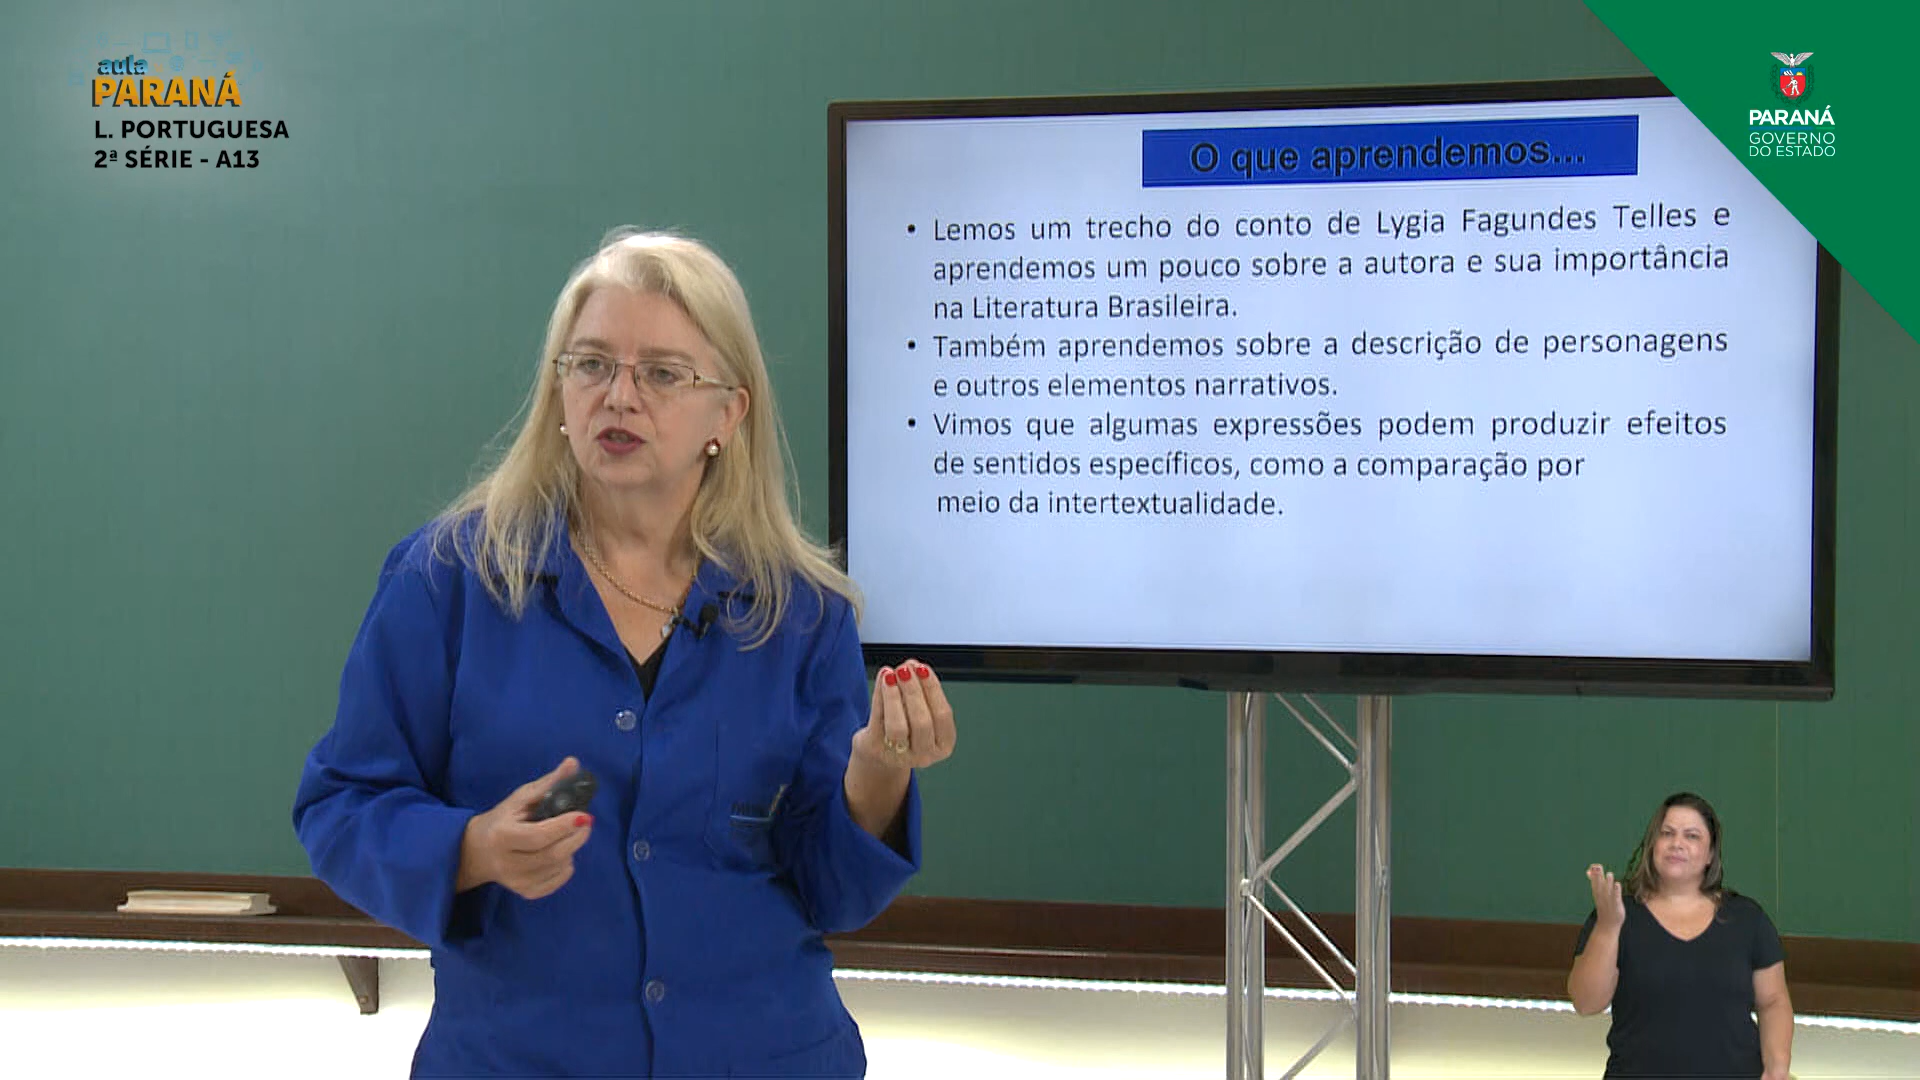 aula
PARANÁ
L. PORTUGUESA
2ª SÉRIE - A13
PARANÁ
GOVERNO
DO ESTADO
O que aprendemos...
• Lemos um trecho do conto de Lygia Fagundes Telles e
aprendemos um pouco sobre a autora e sua importância
na Literatura Brasileira.
• Também aprendemos sobre a descrição de personagens
e outros elementos narrativos.
• Vimos que algumas expressões podem produzir efeitos
de sentidos específicos, como a comparação por
meio da intertextualidade.